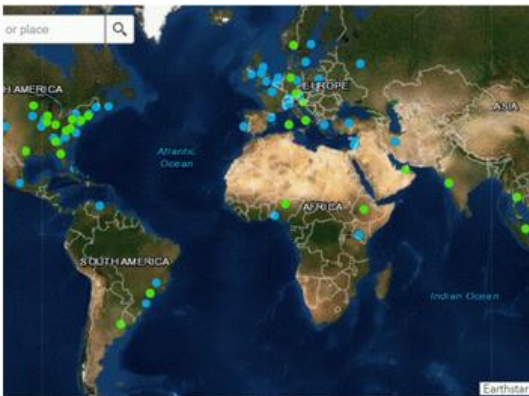 or place
H AMERICA
EUROPE
ASIA
Atlantic
Ocean
AFRICA
SOUTH AMERICA
Indian Ocean
Earthstar